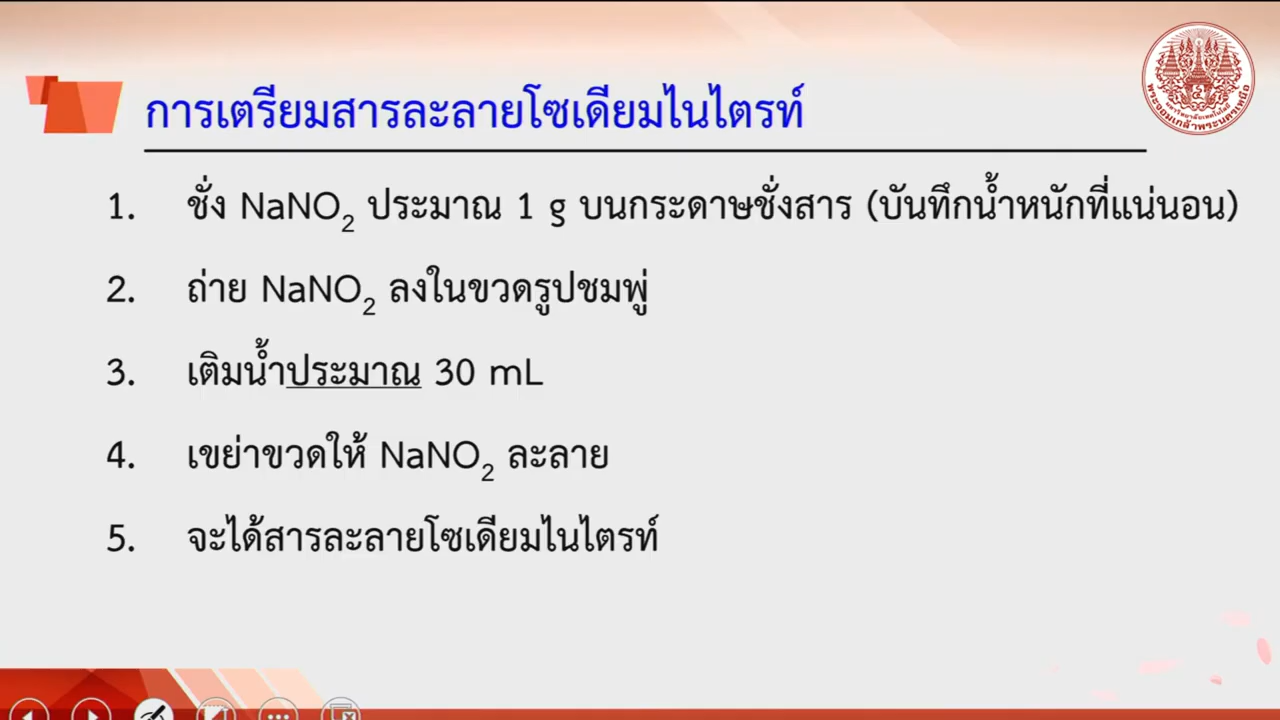 การเตรียมสารละลายโซเดียมไนไตรท์
1. ชั่ง NaNO2 ประมาณ 1 g บนกระดาษชั่งสาร (บันทึกน้ำหนักที่แน่นอน)
2. ถ่าย NaNO2 ลงในขวดรูปชมพู่
3. เติมน้ำประมาณ 30 mL
4. เขย่าขวดให้ NaNO2 ละลาย
5. จะได้สารละลายโซเดียมไนไตรท์